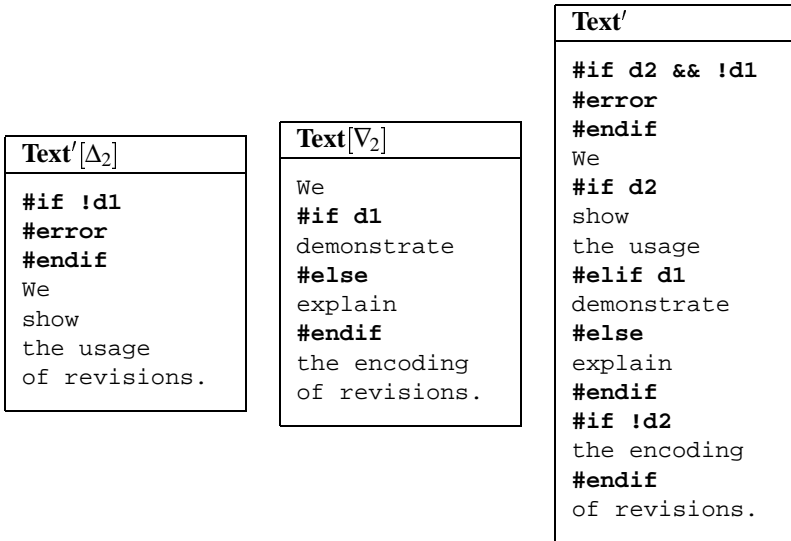 Text′[Δ₂]
#if !d1
#error
#endif
We
show
the usage
of revisions.
Text[∇₂]
We
#if d1
demonstrate
#else
explain
#endif
the encoding
of revisions.
Text′
#if d2 && !d1
#error
#endif
We
#if d2
show
the usage
#elif d1
demonstrate
#else
explain
#endif
#if !d2
the encoding
#endif
of revisions.